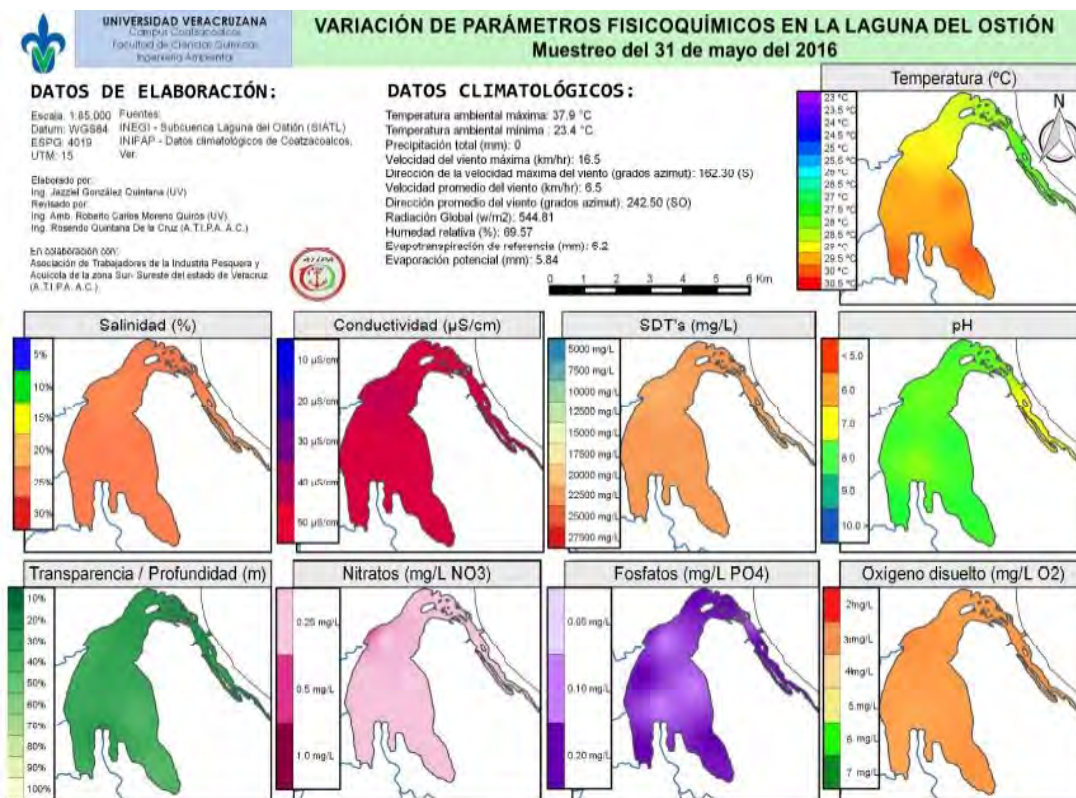 UNIVERSIDAD VERACRUZANA
Campus Coatzacoalcos
Facultad de Ciencias Químicas
Ingeniería Ambiental
VARIACIÓN DE PARÁMETROS FISICOQUÍMICOS EN LA LAGUNA DEL OSTIÓN
Muestreo del 31 de mayo del 2016
DATOS DE ELABORACIÓN:
Escala: 1:85,000
Datum: WGS84
ESPG: 4019
UTM: 15
Fuentes:
INEGI - Subcuenca Laguna del Ostión (SIATL)
INIFAP - Datos climatológicos de Coatzacoalcos,
Ver.
Elaborado por:
Ing. Jazziel González Quintana (UV)
Revisado por:
Ing. Amb. Roberto Carlos Moreno Quirós (UV)
Ing. Rosendo Quintana De la Cruz (A.T.I.P.A. A.C.)
En colaboración con:
Asociación de Trabajadores de la Industria Pesquera y
Acuícola de la zona Sur- Sureste del estado de Veracruz
(A.T.I.P.A. A.C.)
ATIPA
DATOS CLIMATOLÓGICOS:
Temperatura ambiental máxima: 37.9 °C
Temperatura ambiental mínima : 23.4 °C
Precipitación total (mm): 0
Velocidad del viento máxima (km/hr): 16.5
Dirección de la velocidad máxima del viento (grados azimut): 162.30 (S)
Velocidad promedio del viento (km/hr): 6.5
Dirección promedio del viento (grados azimut): 242.50 (SO)
Radiación Global (w/m2): 544.81
Humedad relativa (%): 69.57
Evapotranspiración de referencia (mm): 6.2
Evaporación potencial (mm): 5.84
0 1 2 3 4 5 6 Km
Temperatura (°C)
N
23 °C
23.5 °C
24 °C
24.5 °C
25 °C
25.5 °C
26 °C
26.5 °C
27 °C
27.5 °C
28 °C
28.5 °C
29 °C
29.5 °C
30 °C
30.5 °C
Salinidad (%)
5%
10%
15%
20%
25%
30%
Conductividad (µS/cm)
10 µS/cm
20 µS/cm
30 µS/cm
40 µS/cm
50 µS/cm
SDT's (mg/L)
5000 mg/L
7500 mg/L
10000 mg/L
12500 mg/L
15000 mg/L
17500 mg/L
20000 mg/L
22500 mg/L
25000 mg/L
27500 mg/L
pH
< 5.0
6.0
7.0
8.0
9.0
10.0
Transparencia / Profundidad (m)
10%
20%
30%
40%
50%
60%
70%
80%
90%
100%
Nitratos (mg/L NO3)
0.25 mg/L
0.5 mg/L
1.0 mg/L
Fosfatos (mg/L PO4)
0.05 mg/L
0.10 mg/L
0.20 mg/L
Oxigeno disuelto (mg/L O2)
2mg/L
3mg/L
4mg/L
5 mg/L
6 mg/L
7 mg/L